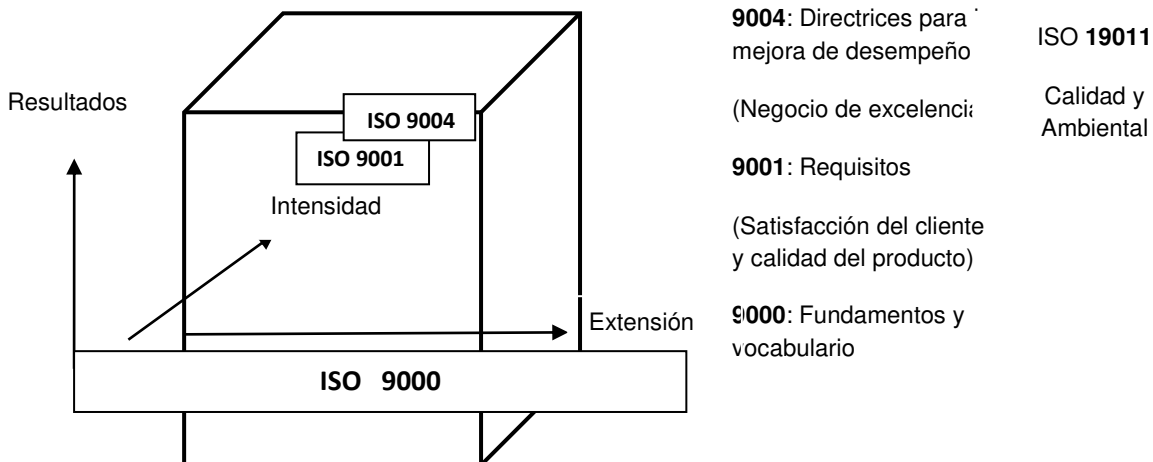 Resultados
ISO 9004
ISO 9001
Intensidad
Extensión
ISO 9000
9004: Directrices para
mejora de desempeño
(Negocio de excelencia
9001: Requisitos
(Satisfacción del cliente
y calidad del producto)
9000: Fundamentos y
vocabulario
ISO 19011
Calidad y
Ambiental